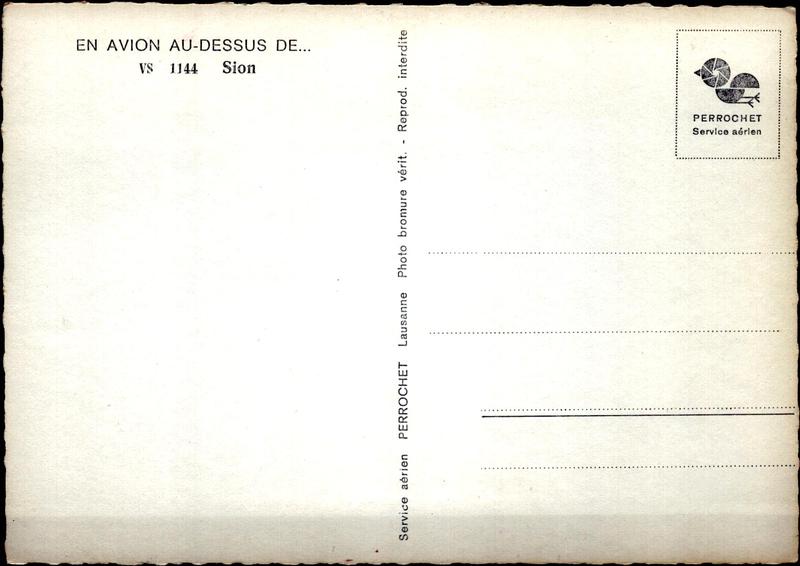 EN AVION AU-DESSUS DE...
VS 1144 Sion
Service aérien PERROCHET Lausanne Photo bromure vérit. - Reprod. interdite
PERROCHET
Service aérien